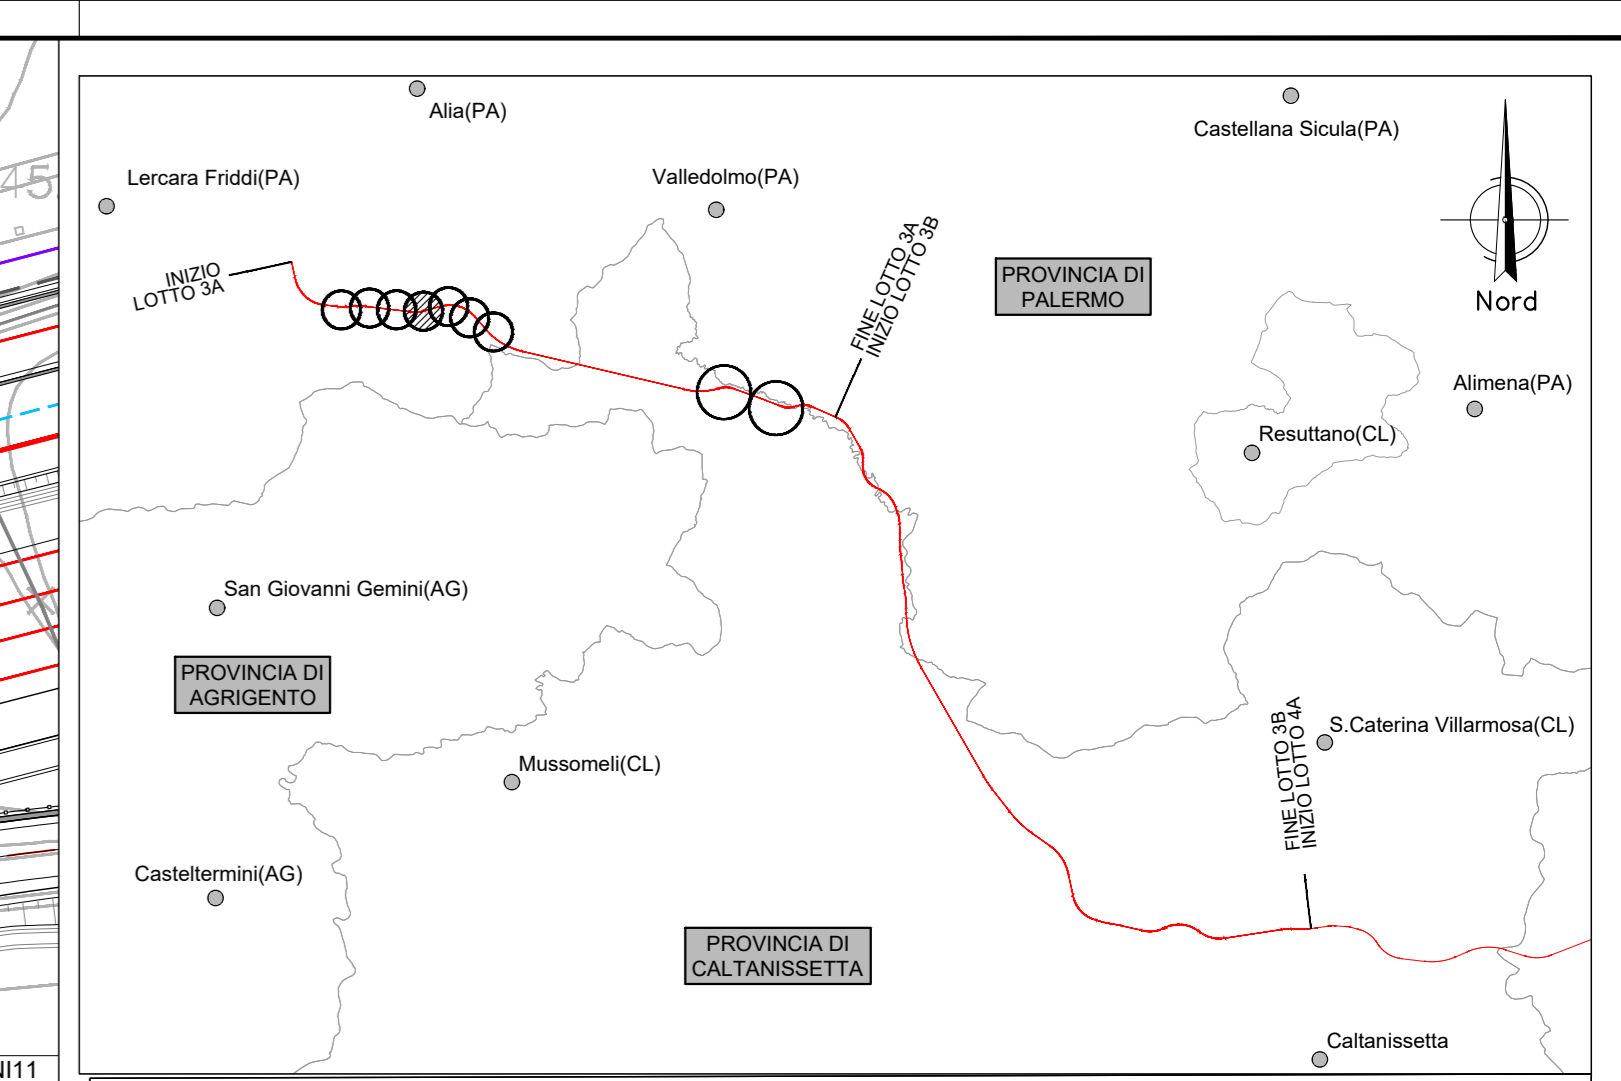 Alia(PA)
Castellana Sicula(PA)
Lercara Friddi(PA)
Valledolmo(PA)
45
INIZIO
LOTTO 3A
FINE LOTTO 3A
INIZIO LOTTO 3B
PROVINCIA DI
PALERMO
Nord
Alimena(PA)
Resuttano(CL)
San Giovanni Gemini(AG)
PROVINCIA DI
AGRIGENTO
FINE LOTTO 3B
INIZIO LOTTO 4A
S.Caterina Villarmosa(CL)
Mussomeli(CL)
Casteltermini(AG)
PROVINCIA DI
CALTANISSETTA
Caltanissetta
NI11